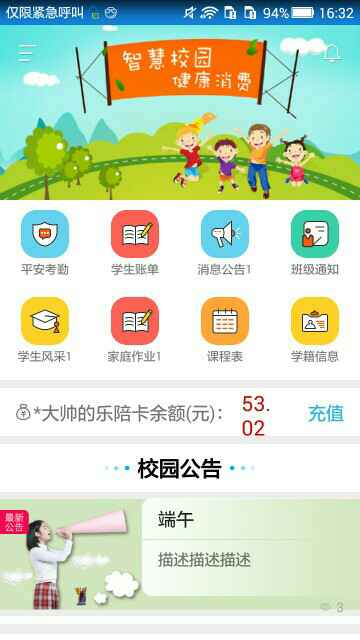 仅限紧急呼叫 94% 16:32
智慧校园
健康消费
平安考勤 学生账单 消息公告1 班级通知
学生风采1 家庭作业1 课程表 学籍信息
*大帅的乐陪卡余额(元): 53.02 充值
校园公告
最新公告
端午
描述描述描述
3